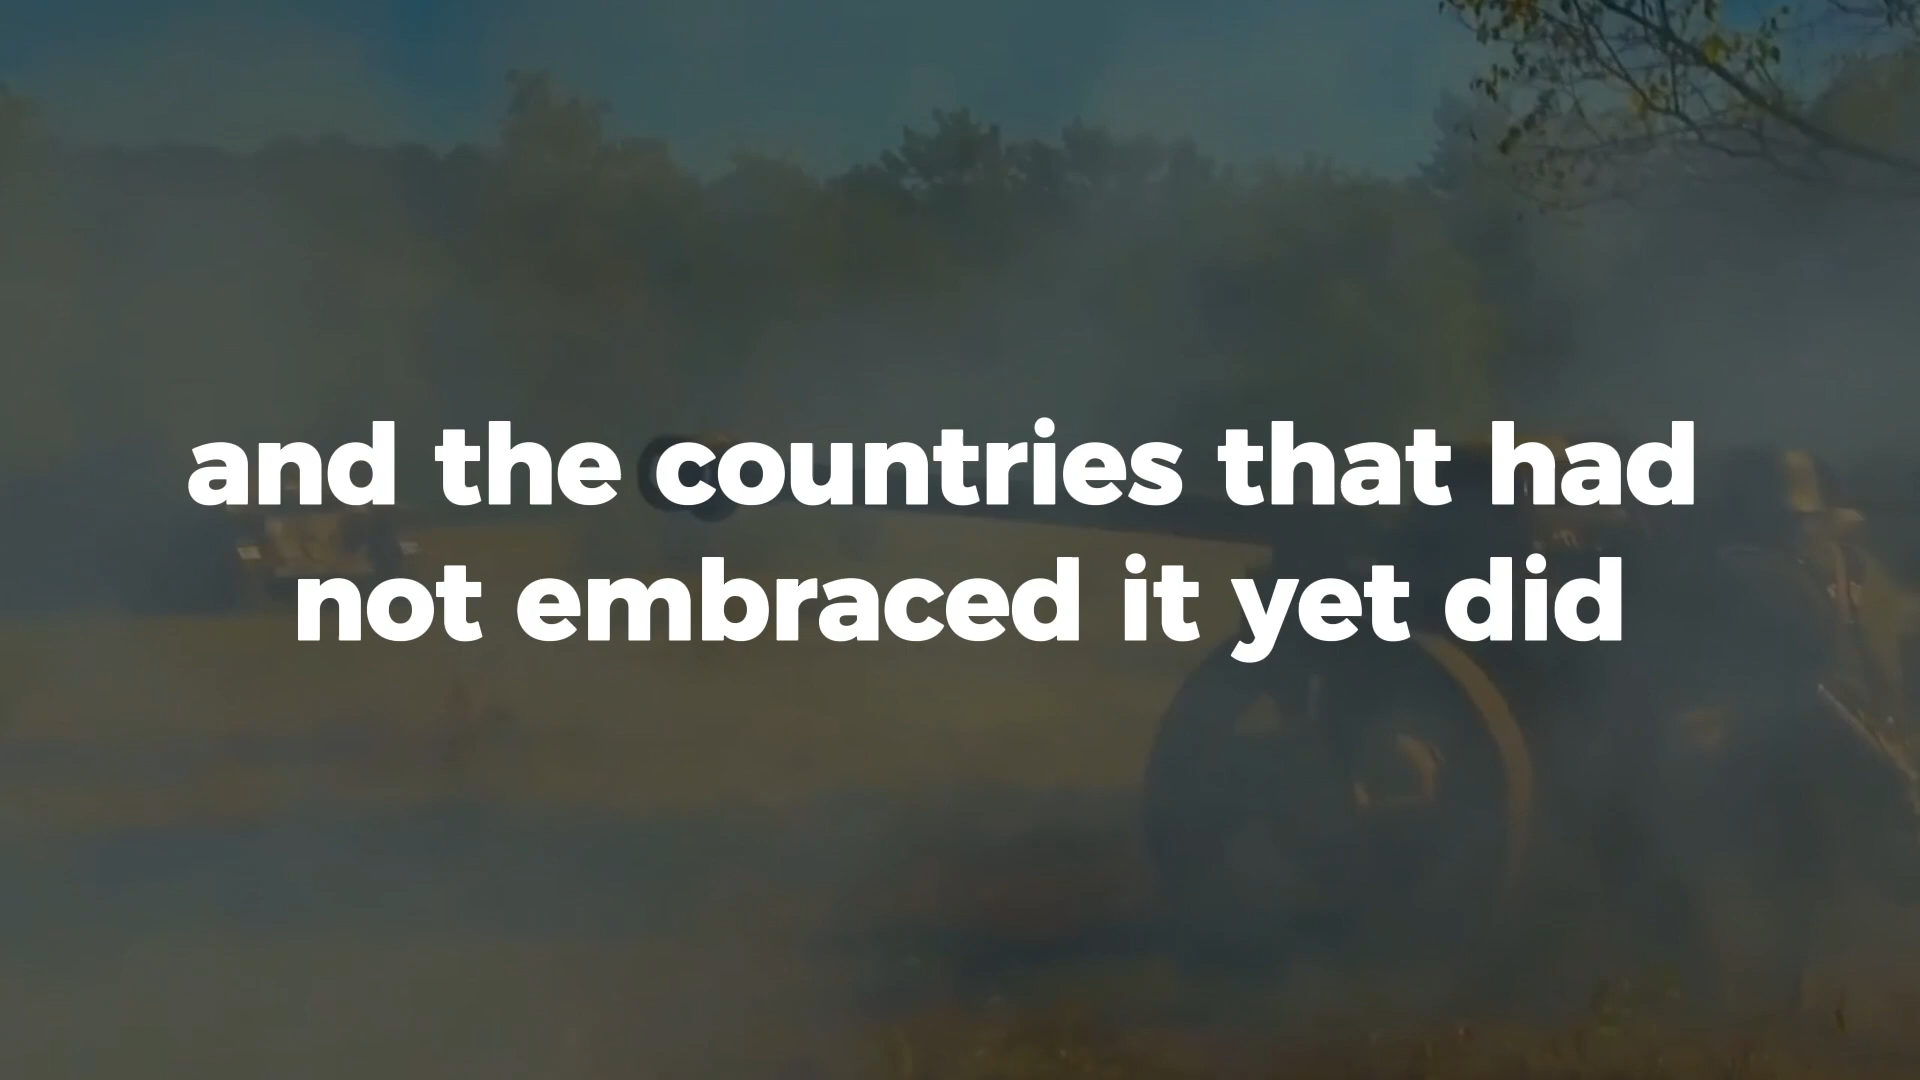 and the countries that had
not embraced it yet did